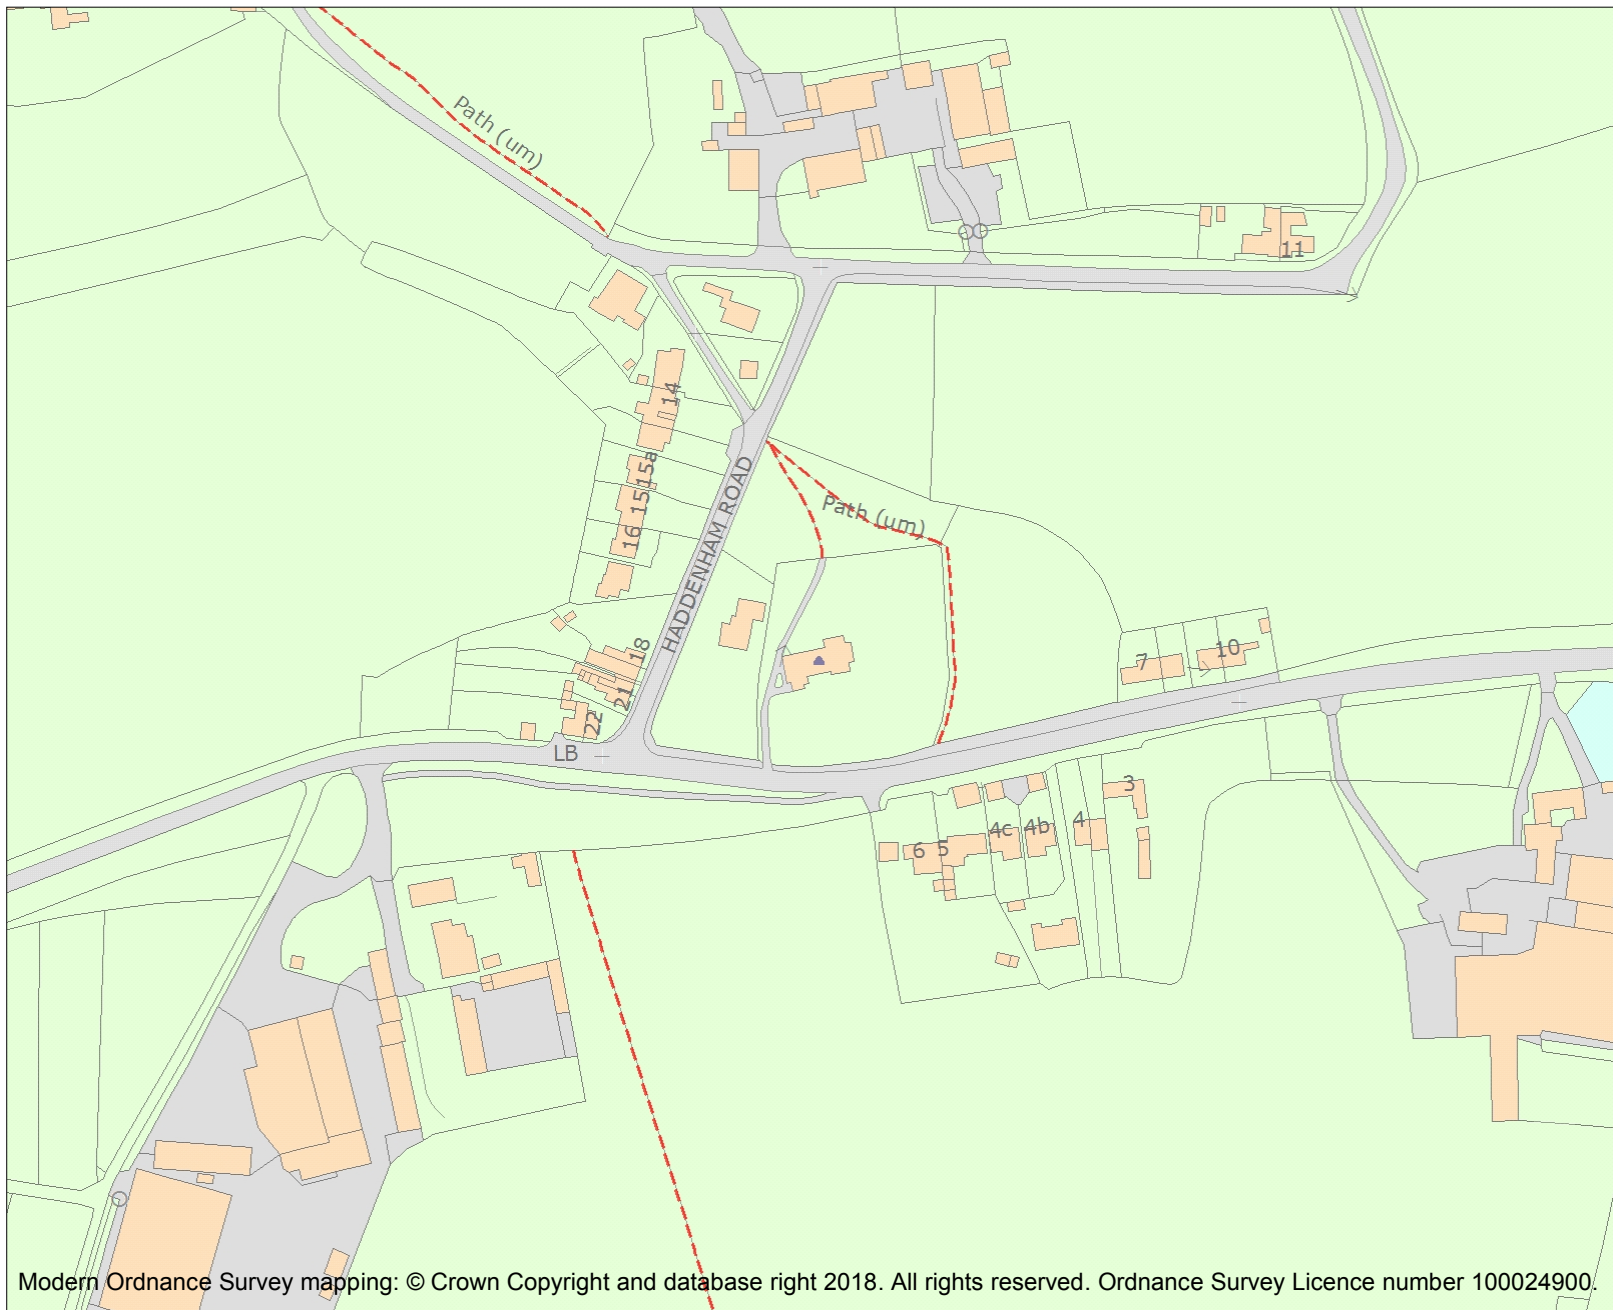 Path (um)
11
14
15a
15
16
HADDENHAM ROAD
Path (um)
18
21
22
LB
7
10
3
4
4b
4c
5
6
Modern Ordnance Survey mapping: © Crown Copyright and database right 2018. All rights reserved. Ordnance Survey Licence number 100024900.